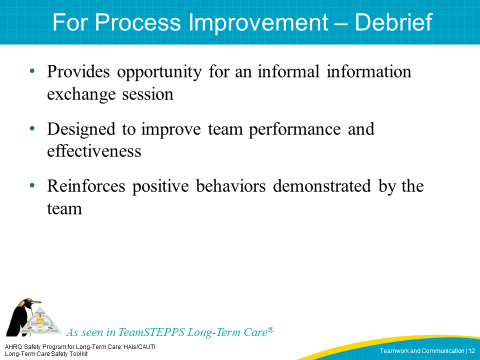 For Process Improvement – Debrief
• Provides opportunity for an informal information
exchange session
• Designed to improve team performance and
effectiveness
• Reinforces positive behaviors demonstrated by the
team
As seen in TeamSTEPPS Long-Term Care®
AHRQ Safety Program for Long-Term Care: HAIs/CAUTI
Long-Term Care Safety Toolkit
Teamwork and Communication | 12